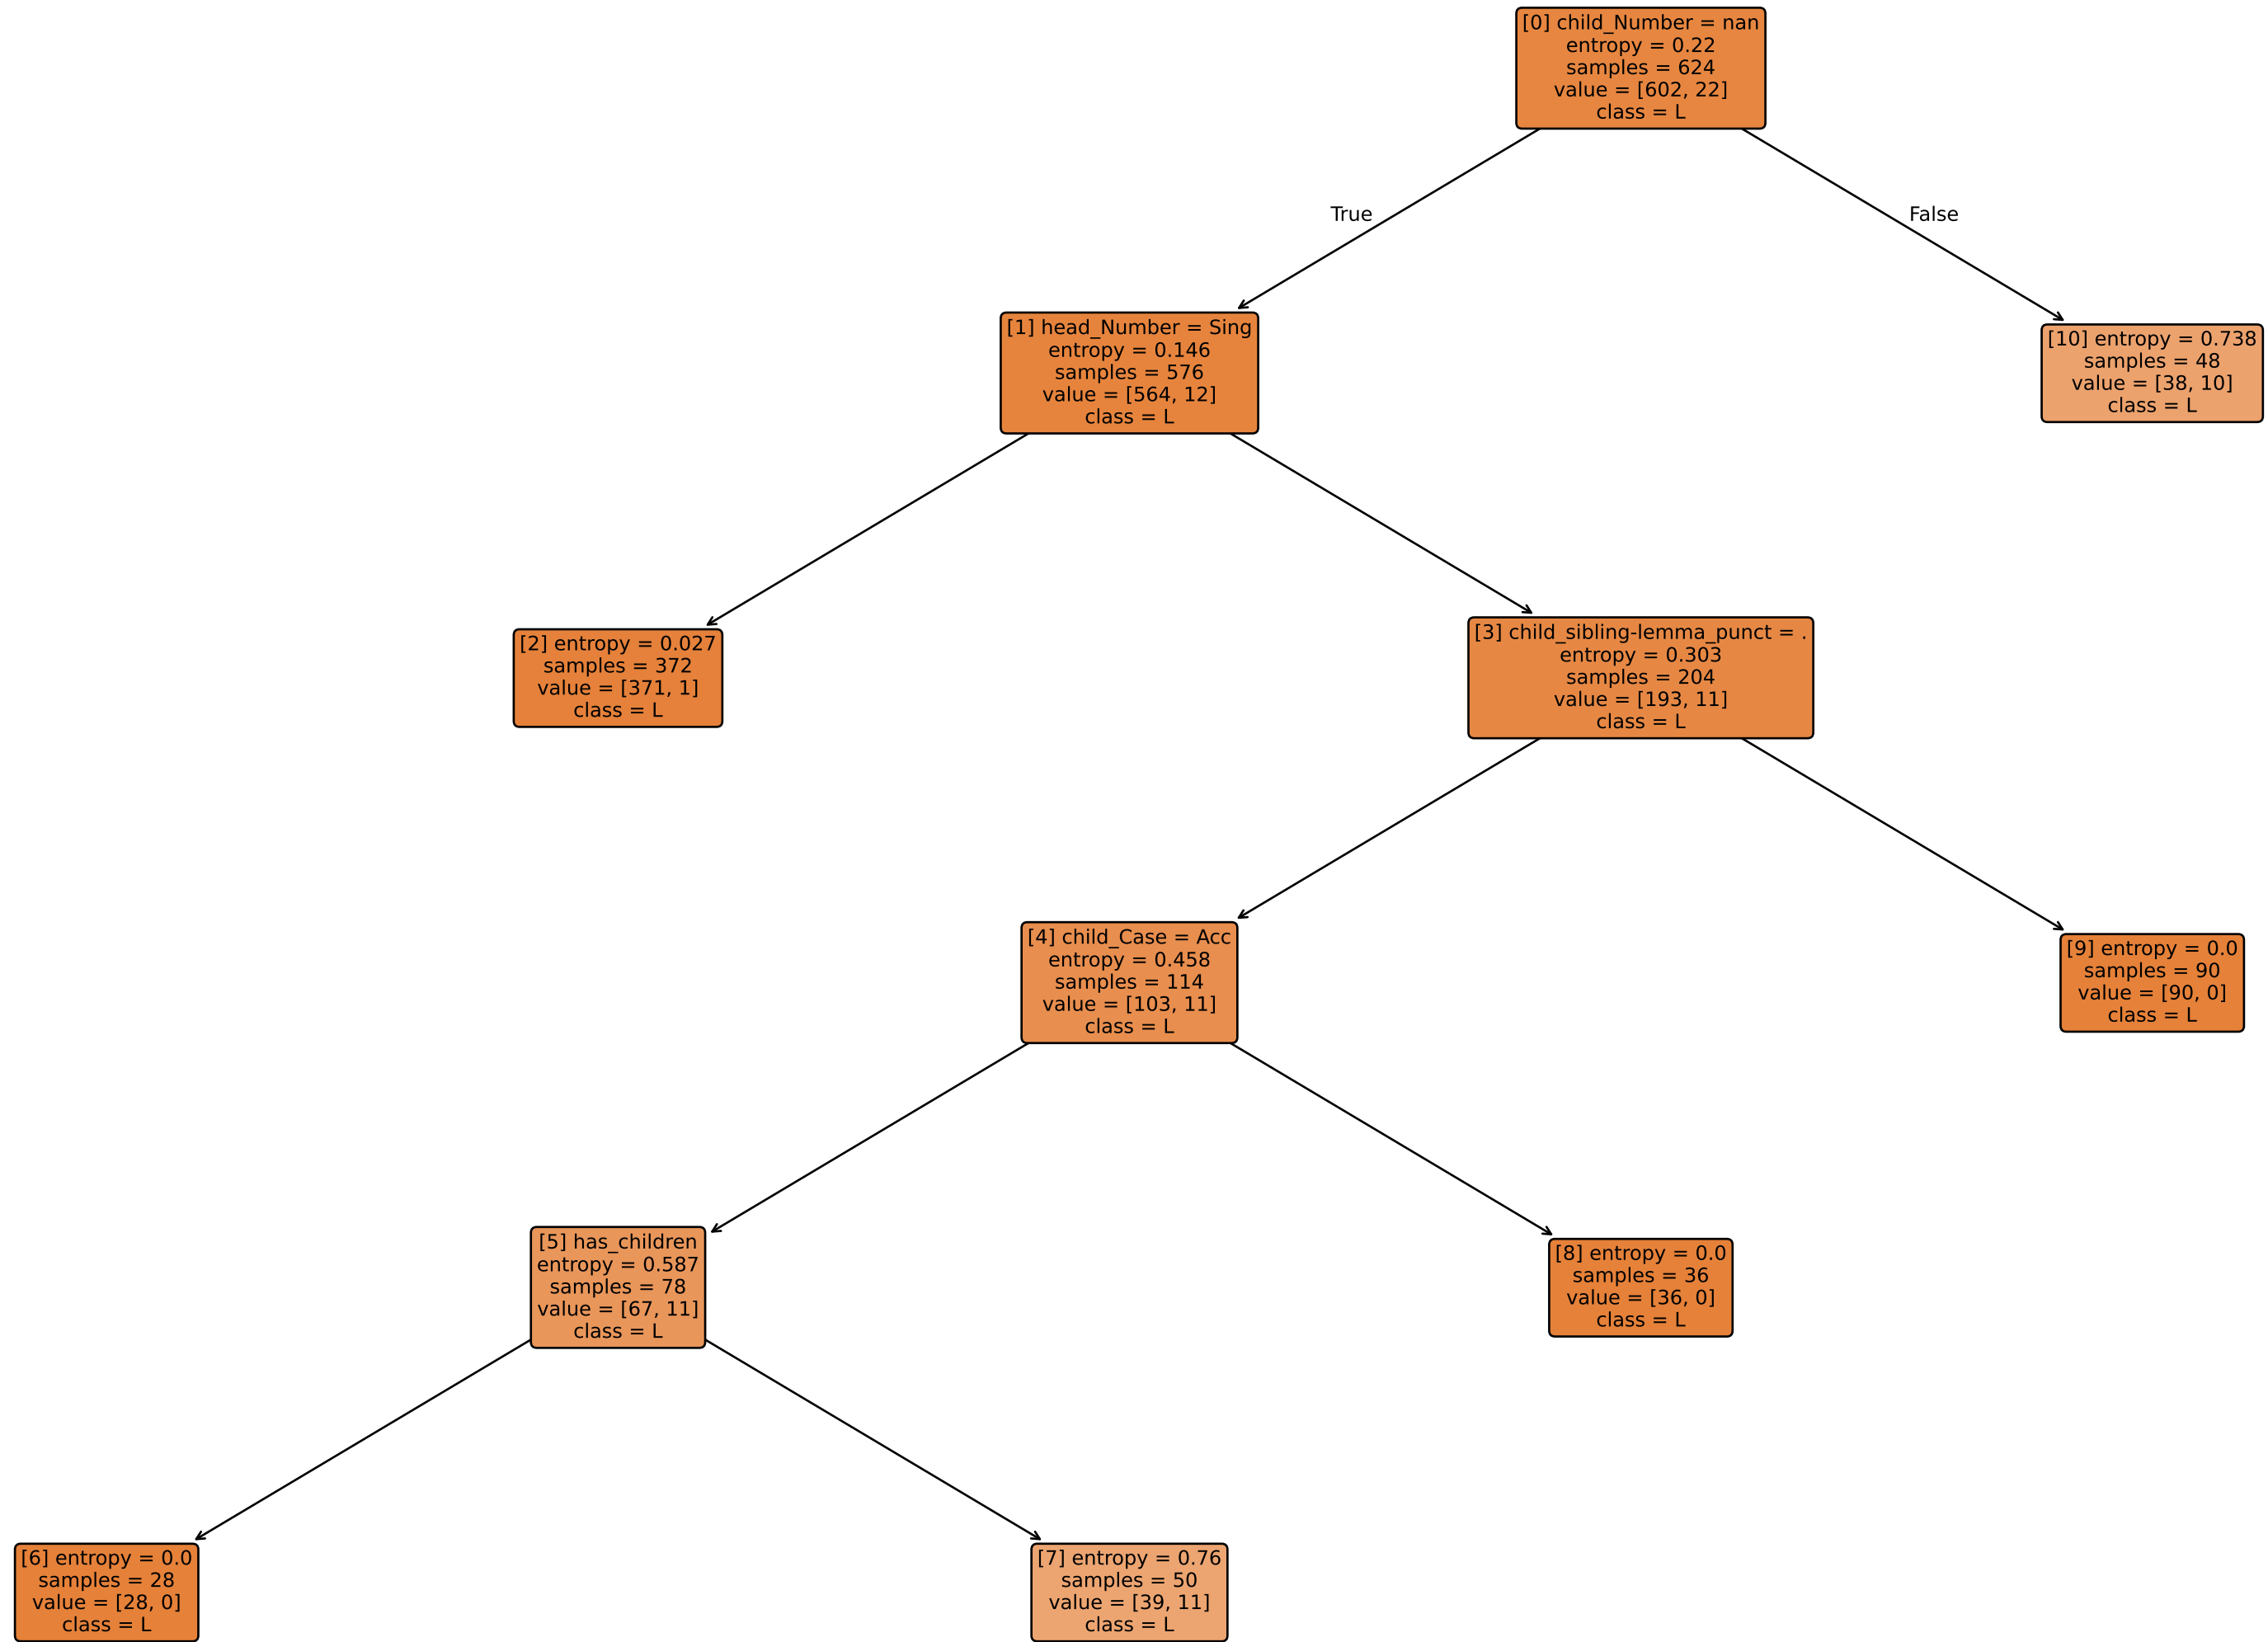 [0] child_Number = nan
entropy = 0.22
samples = 624
value = [602, 22]
class = L
True
False
[1] head_Number = Sing
entropy = 0.146
samples = 576
value = [564, 12]
class = L
[10] entropy = 0.738
samples = 48
value = [38, 10]
class = L
[2] entropy = 0.027
samples = 372
value = [371, 1]
class = L
[3] child_sibling-lemma_punct = .
entropy = 0.303
samples = 204
value = [193, 11]
class = L
[4] child_Case = Acc
entropy = 0.458
samples = 114
value = [103, 11]
class = L
[9] entropy = 0.0
samples = 90
value = [90, 0]
class = L
[5] has_children
entropy = 0.587
samples = 78
value = [67, 11]
class = L
[8] entropy = 0.0
samples = 36
value = [36, 0]
class = L
[6] entropy = 0.0
samples = 28
value = [28, 0]
class = L
[7] entropy = 0.76
samples = 50
value = [39, 11]
class = L